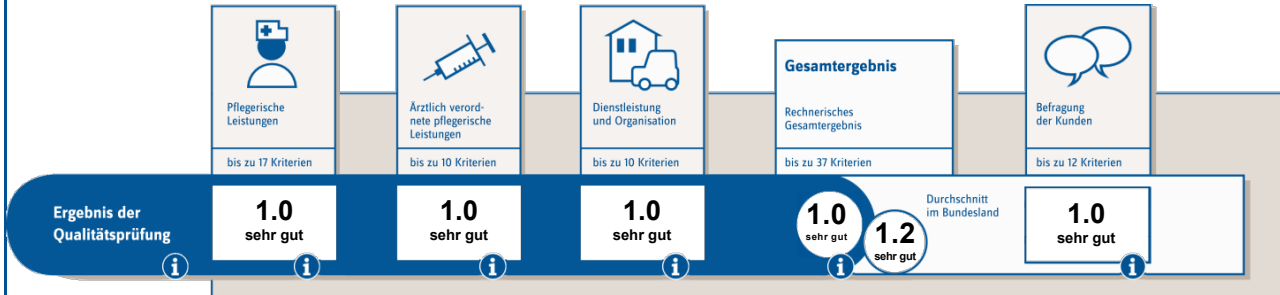 Pflegerische
Leistungen
bis zu 17 Kriterien
Ärztlich verord-
nete pflegerische
Leistungen
bis zu 10 Kriterien
Dienstleistung
und Organisation
bis zu 10 Kriterien
Gesamtergebnis
Rechnerisches
Gesamtergebnis
bis zu 37 Kriterien
Befragung
der Kunden
bis zu 12 Kriterien
Ergebnis der
Qualitätsprüfung
i
1.0
sehr gut
i
1.0
sehr gut
i
1.0
sehr gut
i
1.0
sehr gut
i
Durchschnitt
im Bundesland
1.2
sehr gut
1.0
sehr gut
i